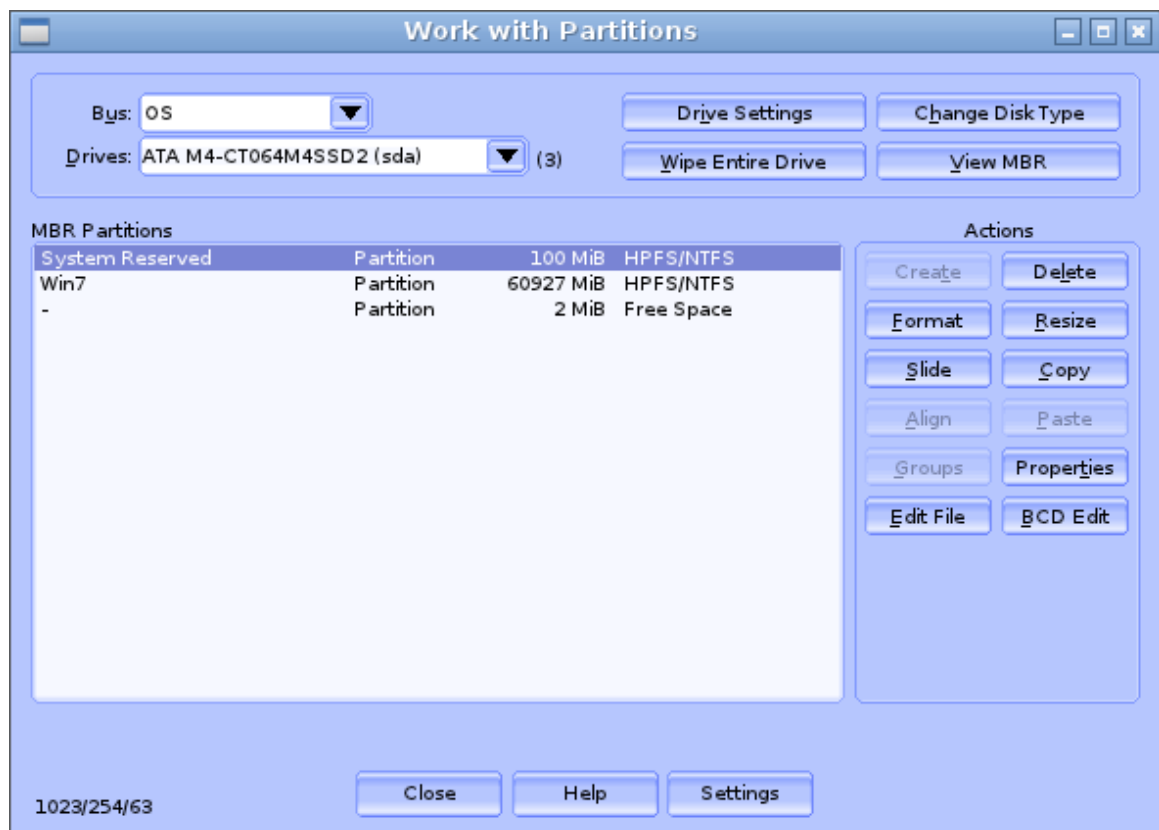 Work with Partitions
Bus: OS
Drive Settings
Change Disk Type
Drives: ATA M4-CT064M4SSD2 (sda) (3)
Wipe Entire Drive
View MBR
MBR Partitions
Actions
System Reserved Partition 100 MiB HPFS/NTFS
Win7 Partition 60927 MiB HPFS/NTFS
- Partition 2 MiB Free Space
Create Delete
Format Resize
Slide Copy
Align Paste
Groups Properties
Edit File BCD Edit
Close Help Settings
1023/254/63